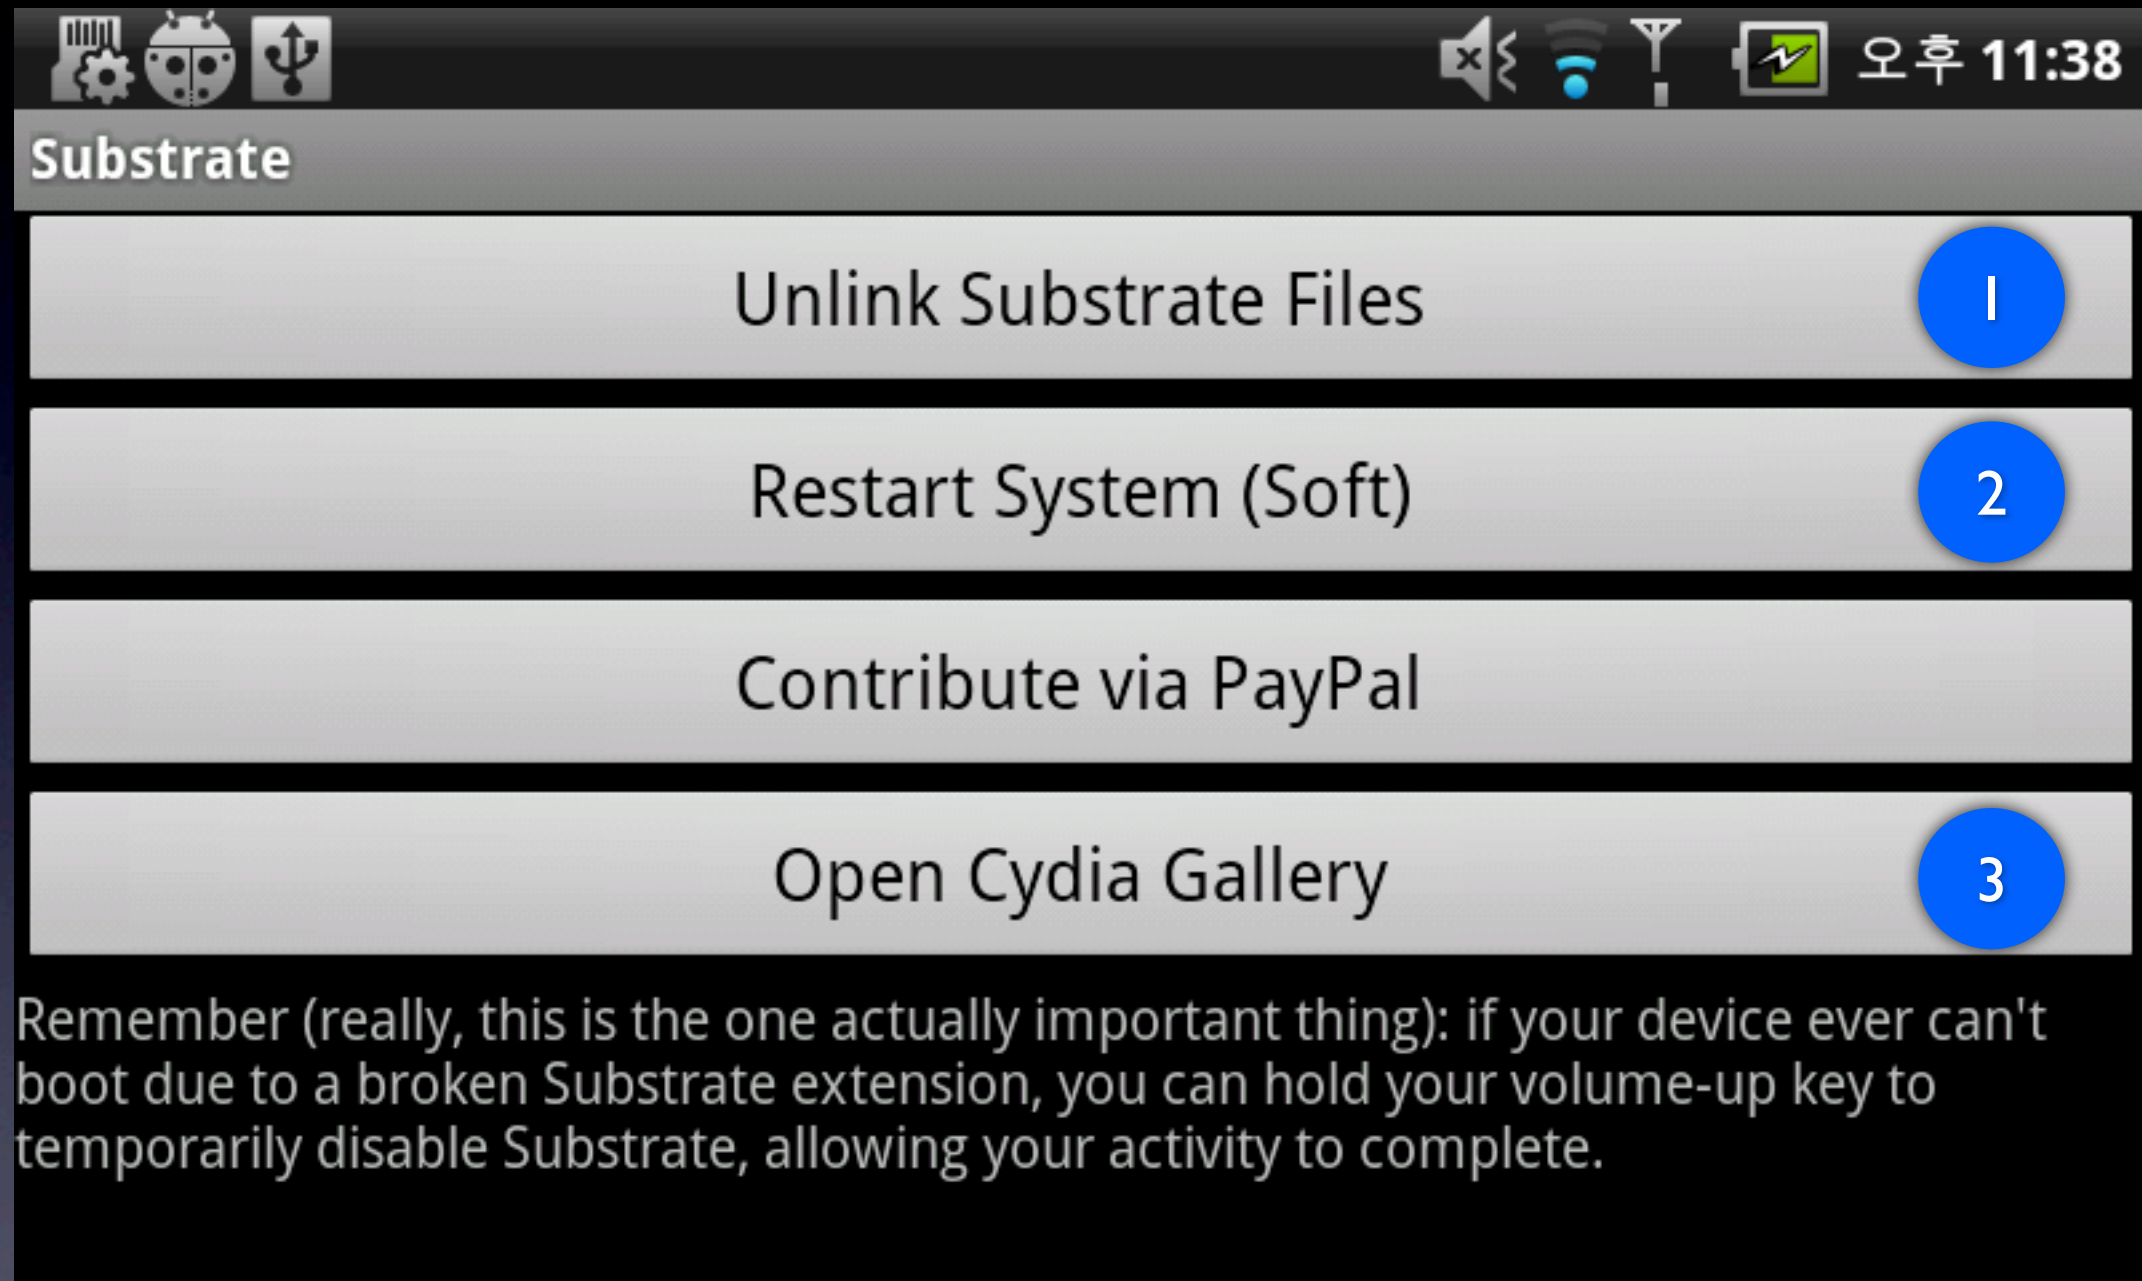 오후 11:38
Substrate
Unlink Substrate Files
1
Restart System (Soft)
2
Contribute via PayPal
Open Cydia Gallery
3
Remember (really, this is the one actually important thing): if your device ever can't
boot due to a broken Substrate extension, you can hold your volume-up key to
temporarily disable Substrate, allowing your activity to complete.